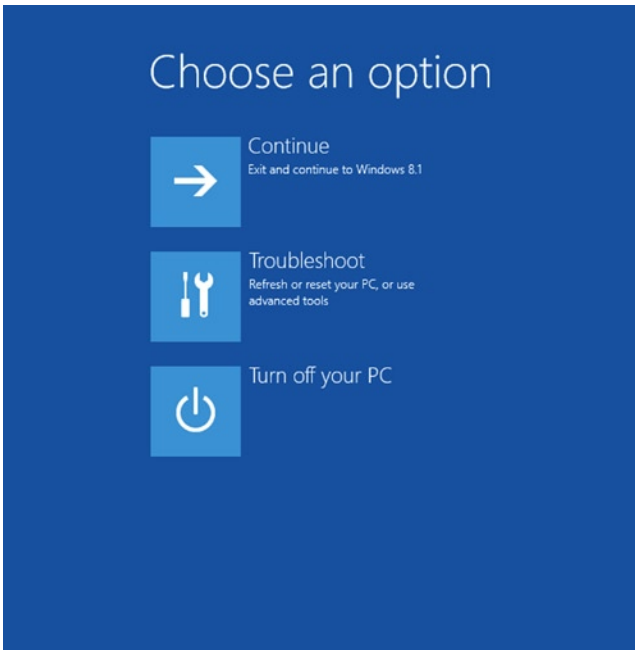 Choose an option
Continue
Exit and continue to Windows 8.1
Troubleshoot
Refresh or reset your PC, or use
advanced tools
Turn off your PC